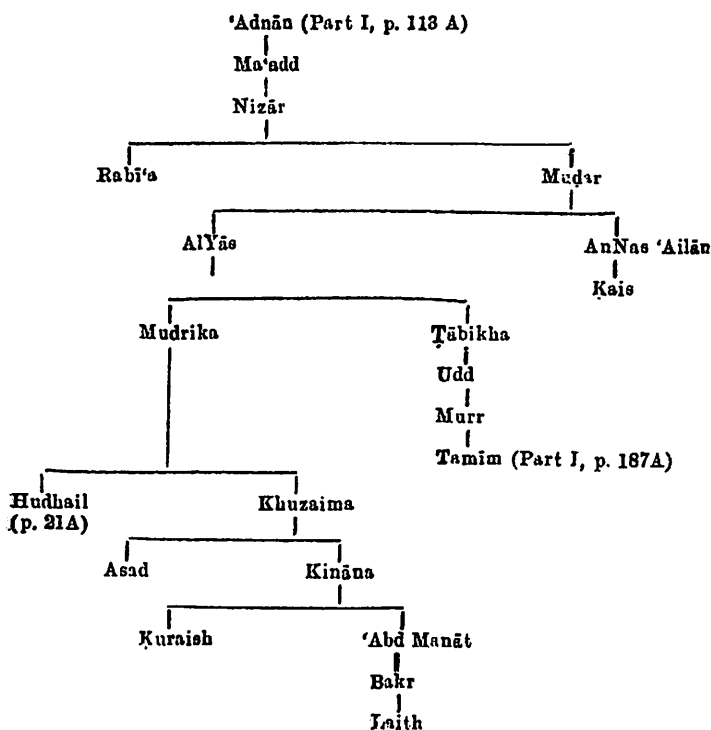 ‘Adnān (Part I, p. 113 A)
Ma‘add
Nizār
Rabī‘a Muḍar
AlYās AnNas ‘Ailān
Ḳais
Mudrika Ṭābikha
Udd
Murr
Tamīm (Part I, p. 187A)
Hudhail Khuzaima
(p. 21A)
Asad Kināna
Ḳuraish ‘Abd Manāt
Bakr
Laith